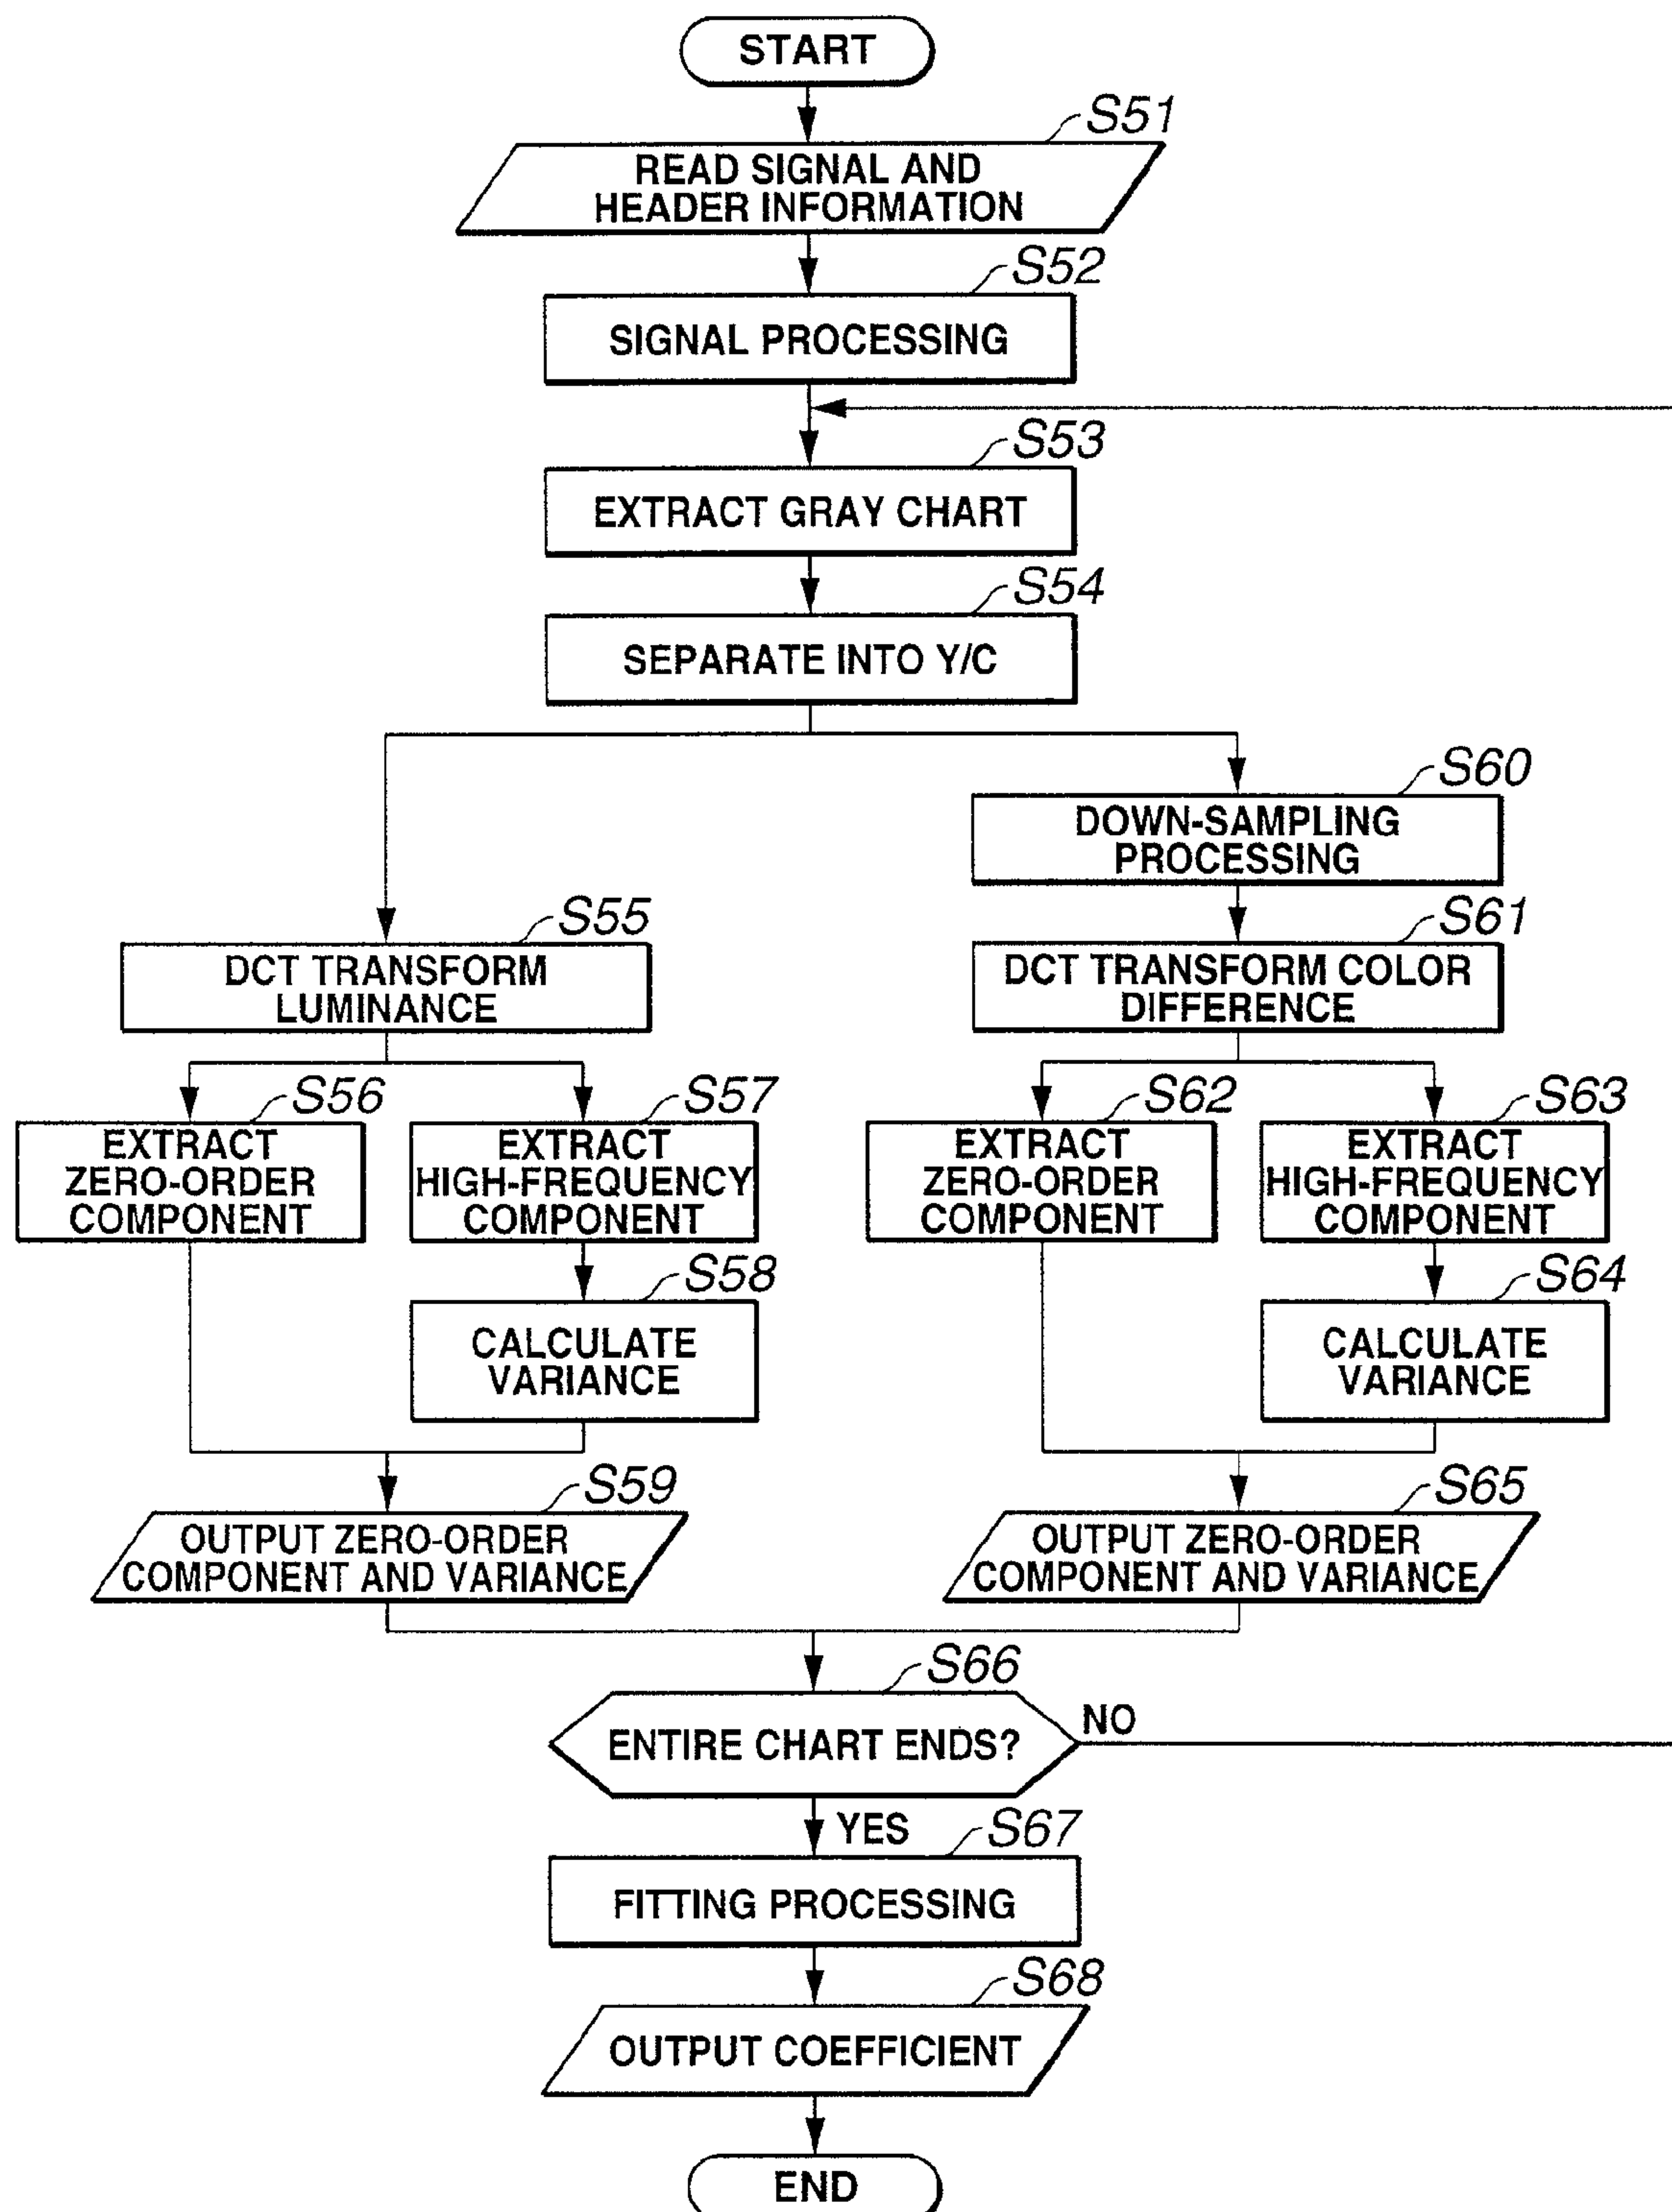 START
S51
READ SIGNAL AND
HEADER INFORMATION
S52
SIGNAL PROCESSING
S53
EXTRACT GRAY CHART
S54
SEPARATE INTO Y/C
S60
DOWN-SAMPLING
PROCESSING
S55
DCT TRANSFORM
LUMINANCE
S61
DCT TRANSFORM COLOR
DIFFERENCE
S56
EXTRACT
ZERO-ORDER
COMPONENT
S57
EXTRACT
HIGH-FREQUENCY
COMPONENT
S62
EXTRACT
ZERO-ORDER
COMPONENT
S63
EXTRACT
HIGH-FREQUENCY
COMPONENT
S58
CALCULATE
VARIANCE
S64
CALCULATE
VARIANCE
S59
OUTPUT ZERO-ORDER
COMPONENT AND VARIANCE
S65
OUTPUT ZERO-ORDER
COMPONENT AND VARIANCE
S66
ENTIRE CHART ENDS?
NO
YES
S67
FITTING PROCESSING
S68
OUTPUT COEFFICIENT
END